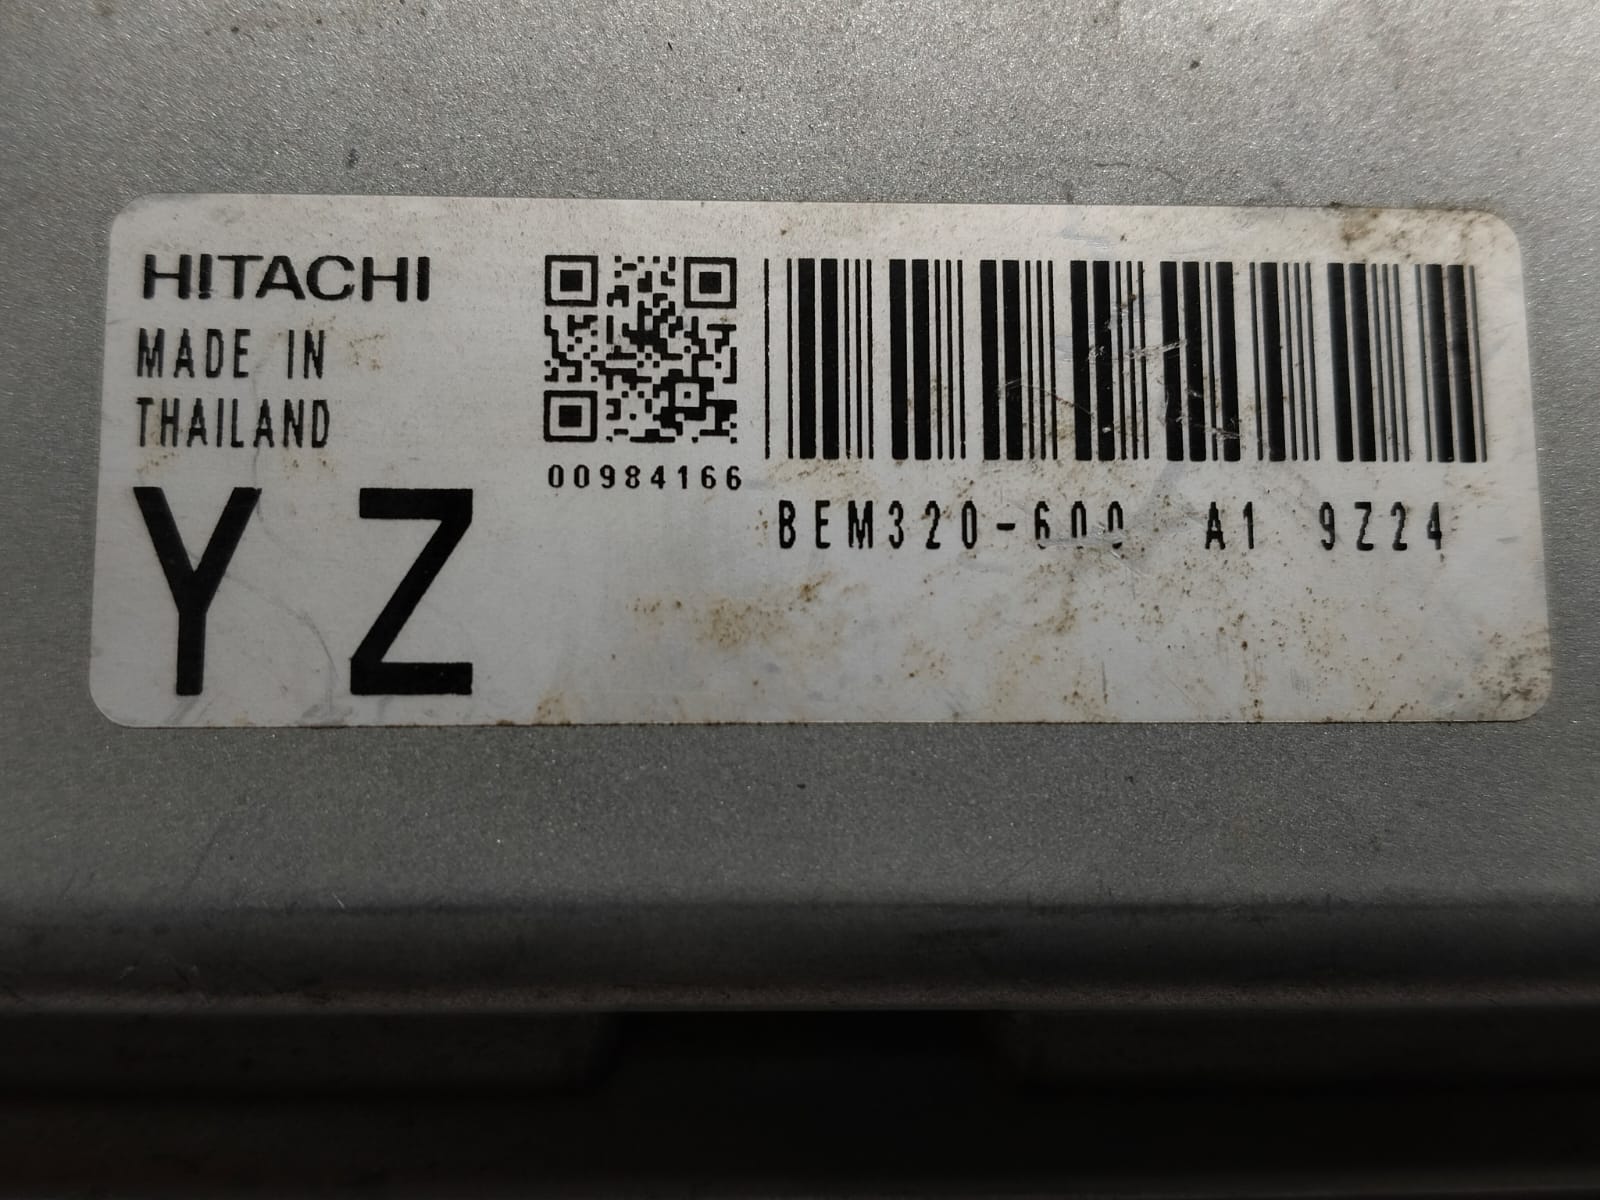 HITACHI
MADE IN
THAILAND
YZ
00984166
BEM320-600 A1 9Z24